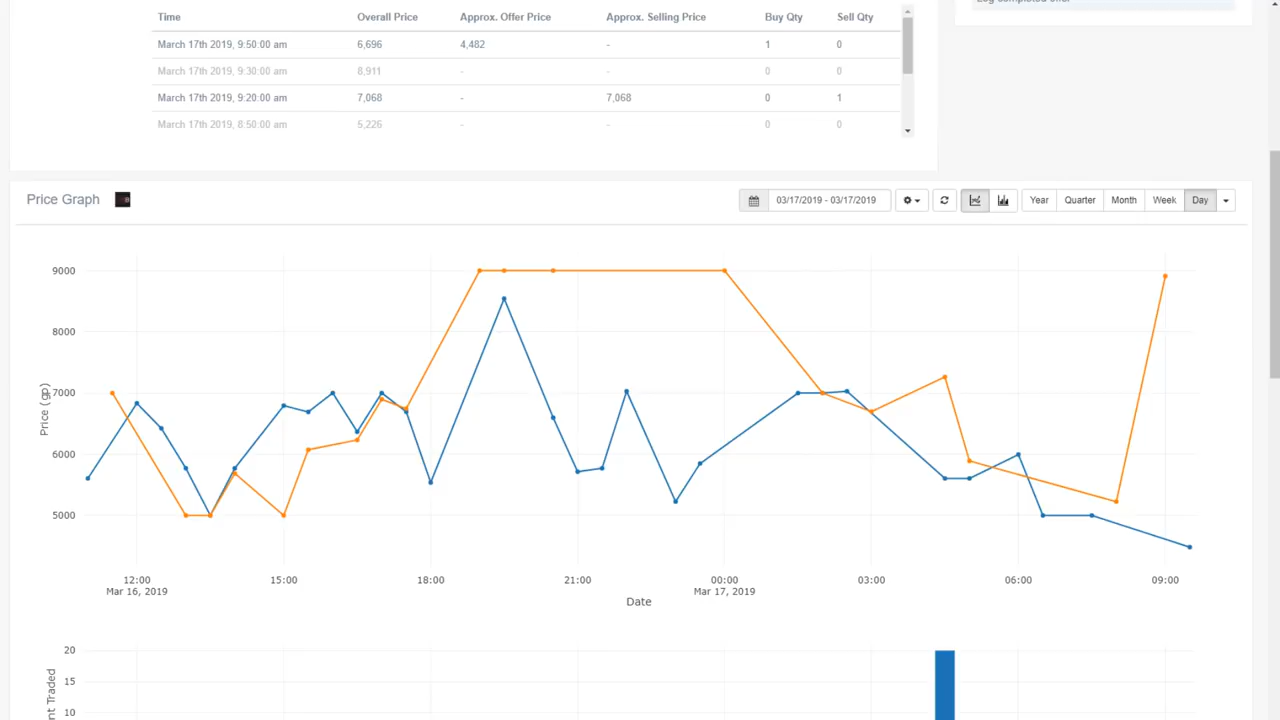 Log completed offer
Time Overall Price Approx. Offer Price Approx. Selling Price Buy Qty Sell Qty
March 17th 2019, 9:50:00 am 6,696 4,482 - 1 0
March 17th 2019, 9:30:00 am 8,911 - - 0 0
March 17th 2019, 9:20:00 am 7,068 - 7,068 0 1
March 17th 2019, 8:50:00 am 5,226 - - 0 0
Price Graph 03/17/2019 - 03/17/2019 Year Quarter Month Week Day
9000
8000
7000
6000
5000
Price (gp)
12:00 15:00 18:00 21:00 00:00 03:00 06:00 09:00
Mar 16, 2019 Mar 17, 2019
Date
20
15
10
Traded